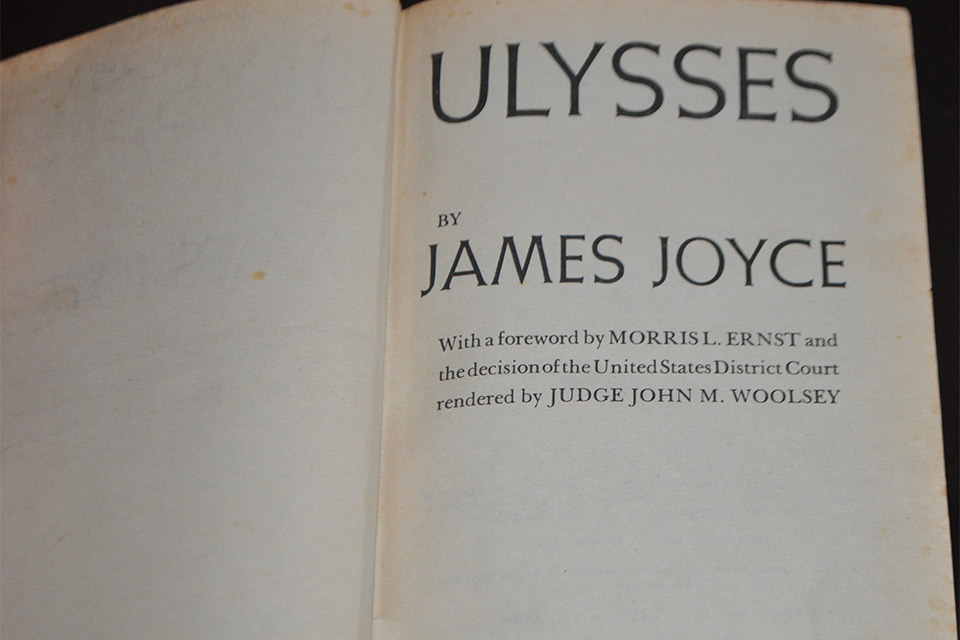 ULYSSES
BY
JAMES JOYCE
With a foreword by MORRIS L. ERNST and
the decision of the United States District Court
rendered by JUDGE JOHN M. WOOLSEY